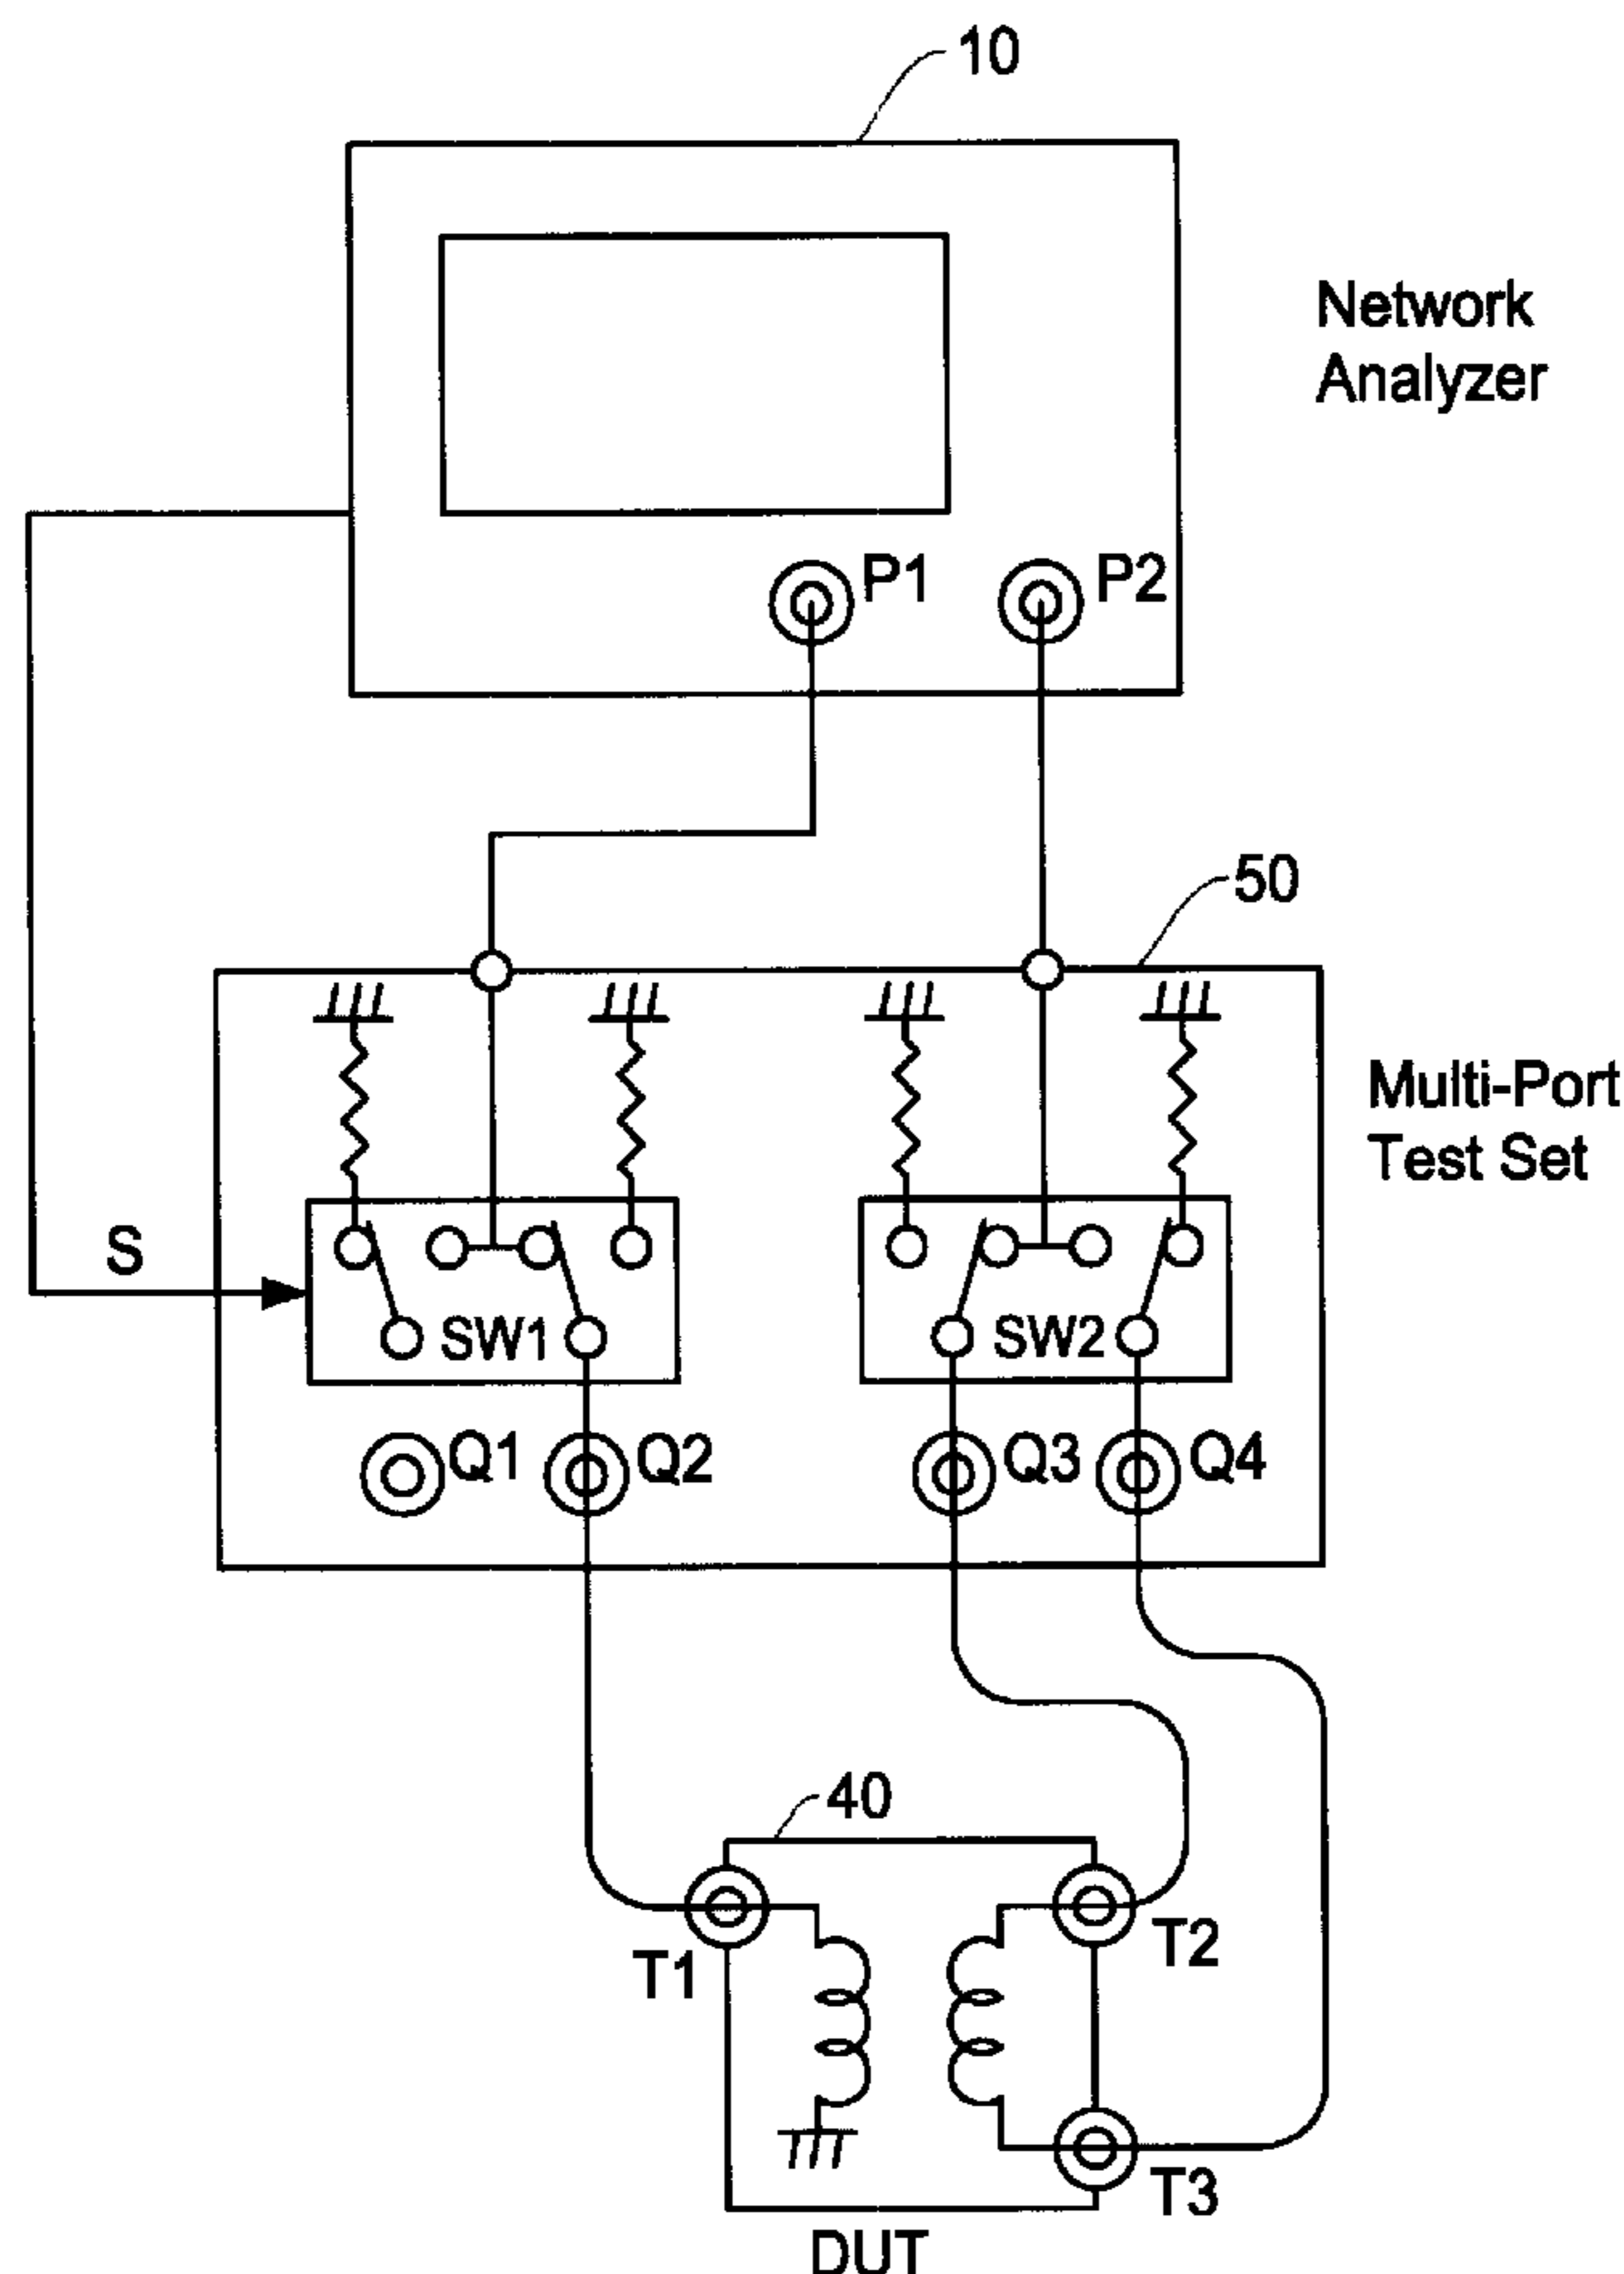 10
Network
Analyzer
P1
P2
50
Multi-Port
Test Set
S
SW1
SW2
Q1
Q2
Q3
Q4
40
T1
T2
T3
DUT